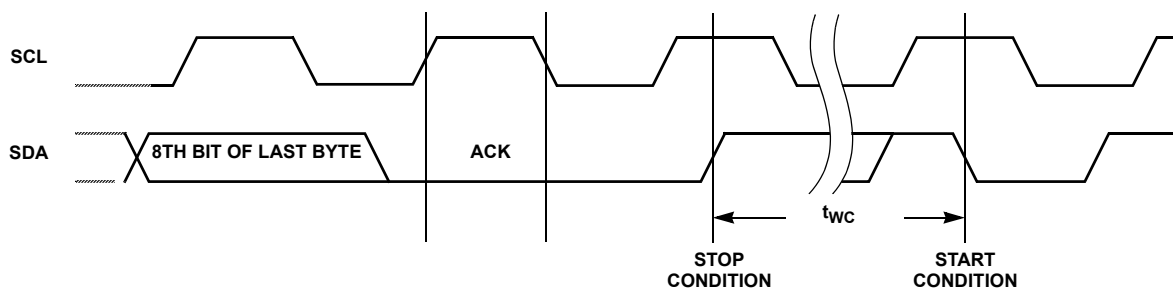 SCL
SDA
8TH BIT OF LAST BYTE
ACK
tWC
STOP
CONDITION
START
CONDITION